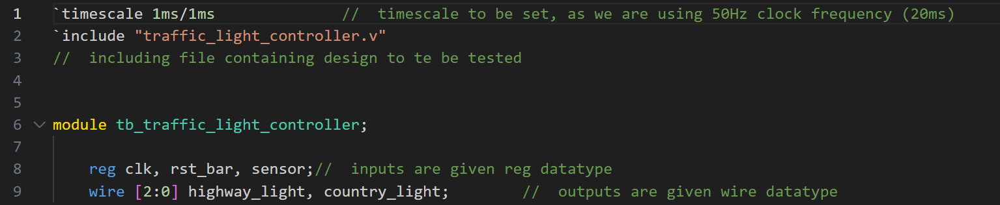 1 `timescale 1ms/1ms // timescale to be set, as we are using 50Hz clock frequency (20ms)
2 `include "traffic_light_controller.v"
3 // including file containing design to te be tested
4
5
6 module tb_traffic_light_controller;
7
8 reg clk, rst_bar, sensor;// inputs are given reg datatype
9 wire [2:0] highway_light, country_light; // outputs are given wire datatype